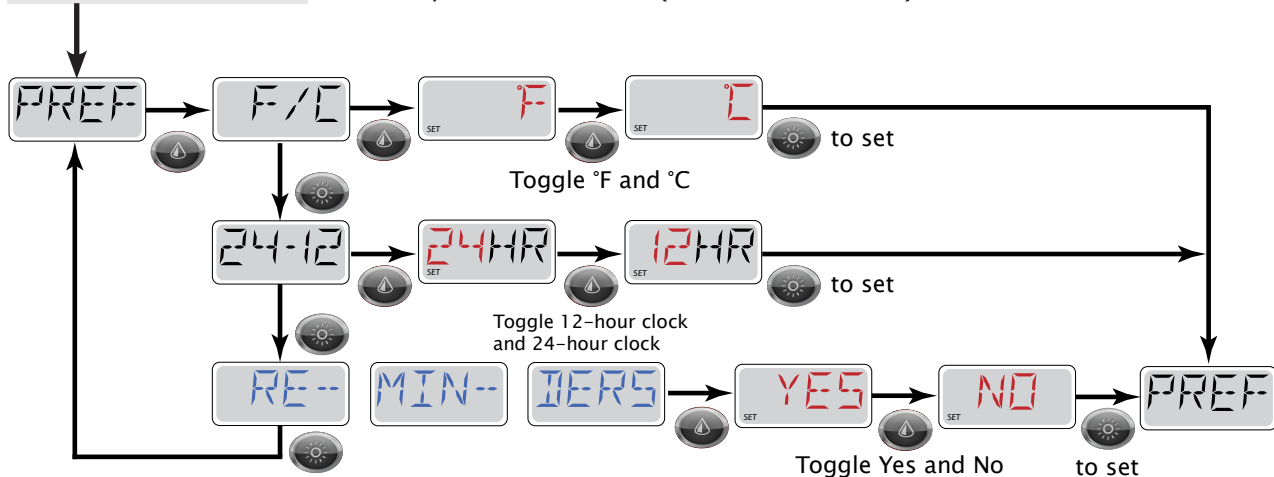 PREF
F/C
°F
SET
°C
SET
to set
Toggle °F and °C
24-12
24HR
SET
12HR
SET
to set
Toggle 12-hour clock
and 24-hour clock
RE--
MIN--
DERS
YES
SET
NO
SET
PREF
Toggle Yes and No
to set